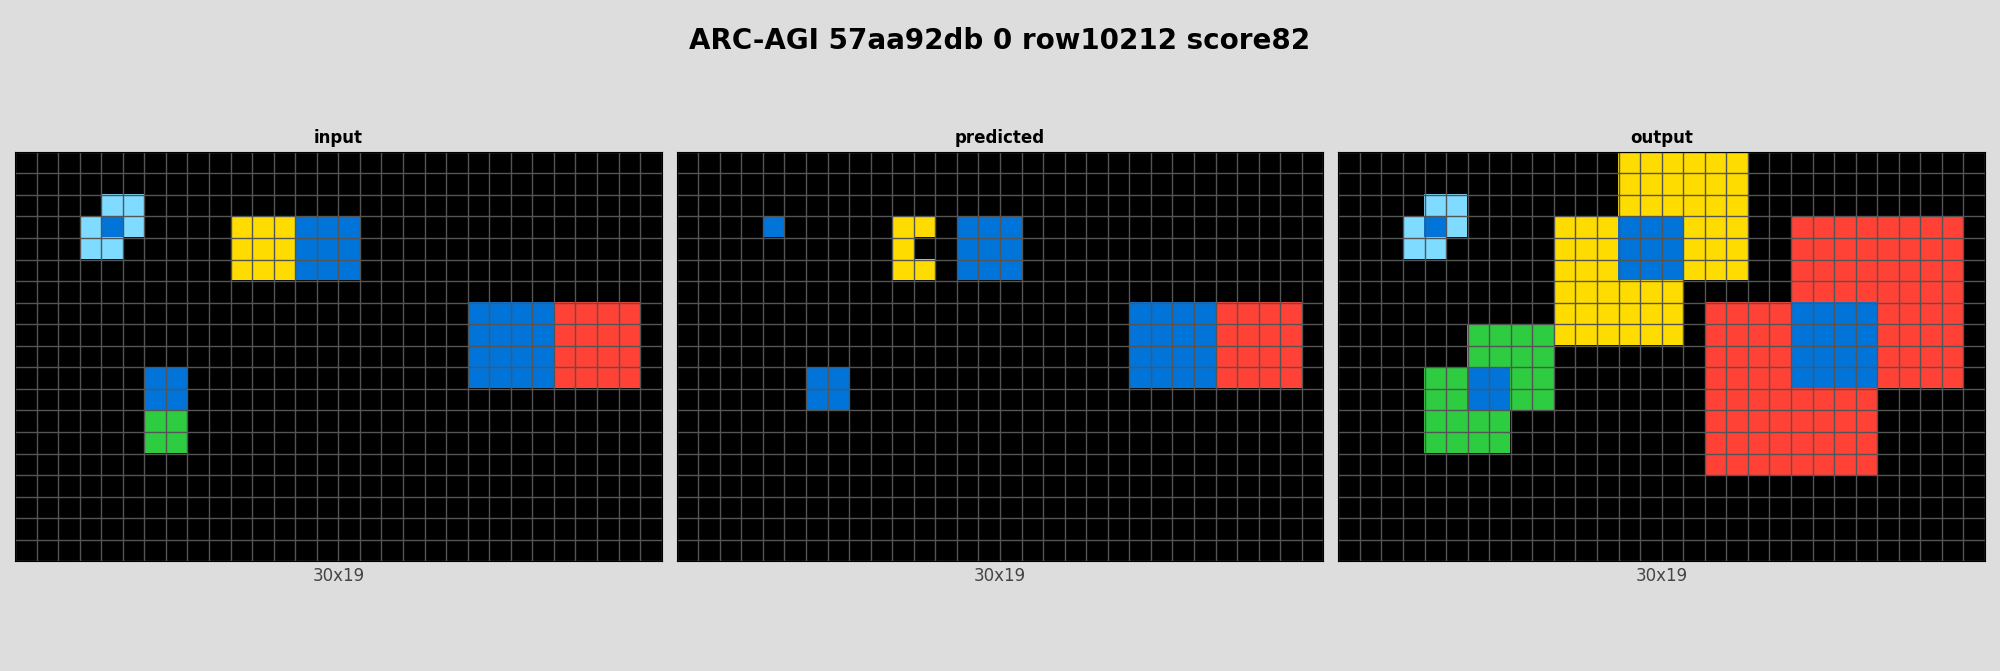 ARC-AGI 57aa92db 0 row10212 score82
input
predicted
output
30x19
30x19
30x19